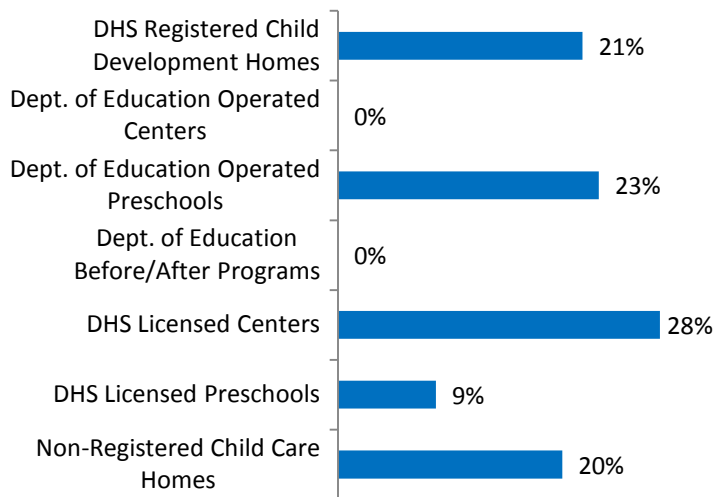 DHS Registered Child
Development Homes
21%
Dept. of Education Operated
Centers
0%
Dept. of Education Operated
Preschools
23%
Dept. of Education
Before/After Programs
0%
DHS Licensed Centers
28%
DHS Licensed Preschools
9%
Non-Registered Child Care
Homes
20%